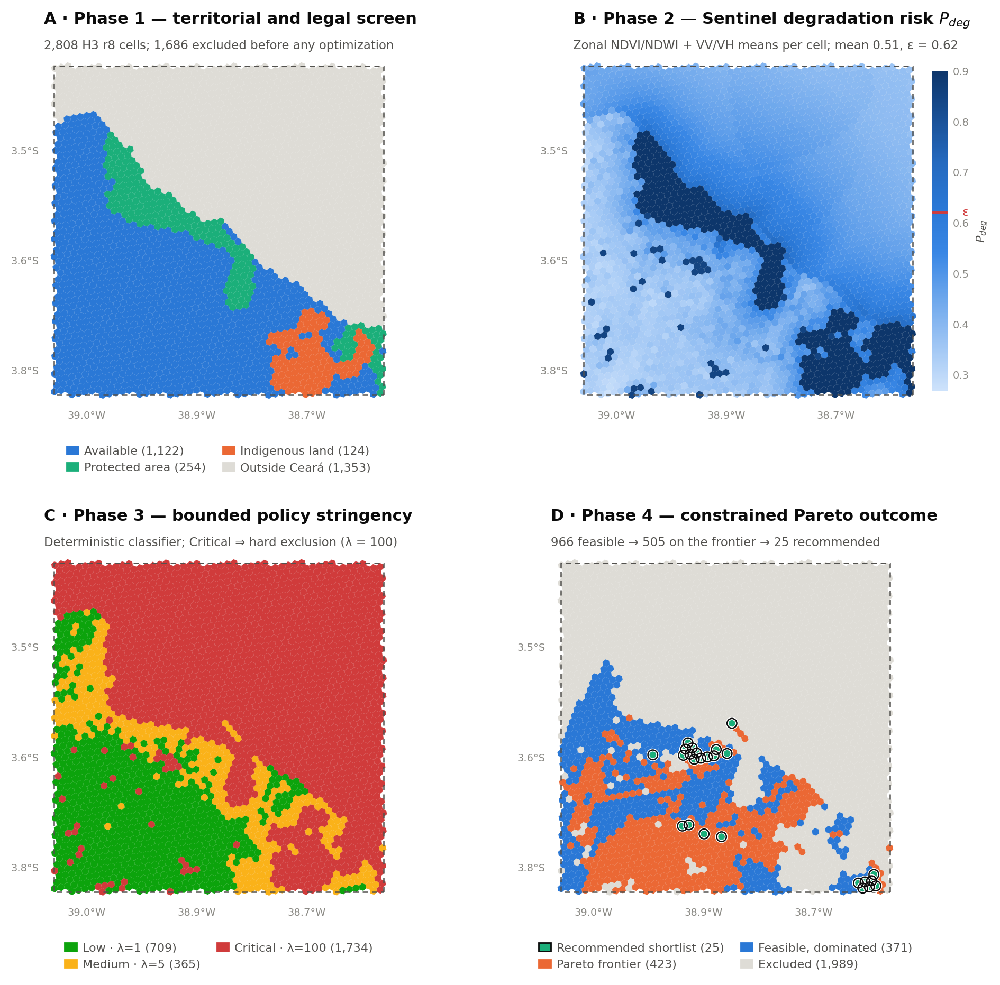 A · Phase 1 — territorial and legal screen
2,808 H3 r8 cells; 1,686 excluded before any optimization
3.5°S
3.6°S
3.8°S
39.0°W 38.9°W 38.7°W
Available (1,122)
Protected area (254)
Indigenous land (124)
Outside Ceará (1,353)
B · Phase 2 — Sentinel degradation risk P_deg
Zonal NDVI/NDWI + VV/VH means per cell; mean 0.51, ε = 0.62
3.5°S
3.6°S
3.8°S
39.0°W 38.9°W 38.7°W
0.9
0.8
0.7
ε
0.6
0.5
0.4
0.3
P_deg
C · Phase 3 — bounded policy stringency
Deterministic classifier; Critical ⇒ hard exclusion (λ = 100)
3.5°S
3.6°S
3.8°S
39.0°W 38.9°W 38.7°W
Low · λ=1 (709)
Medium · λ=5 (365)
Critical · λ=100 (1,734)
D · Phase 4 — constrained Pareto outcome
966 feasible → 505 on the frontier → 25 recommended
3.5°S
3.6°S
3.8°S
39.0°W 38.9°W 38.7°W
Recommended shortlist (25)
Pareto frontier (423)
Feasible, dominated (371)
Excluded (1,989)